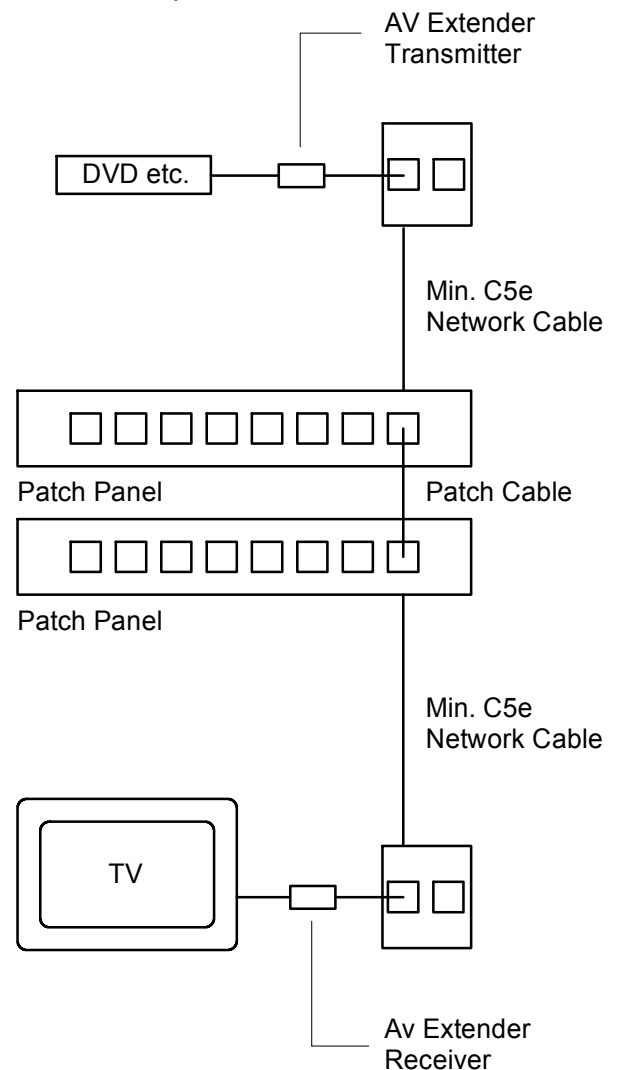 AV Extender
Transmitter
DVD etc.
Min. C5e
Network Cable
Patch Panel
Patch Cable
Patch Panel
Min. C5e
Network Cable
TV
Av Extender
Receiver